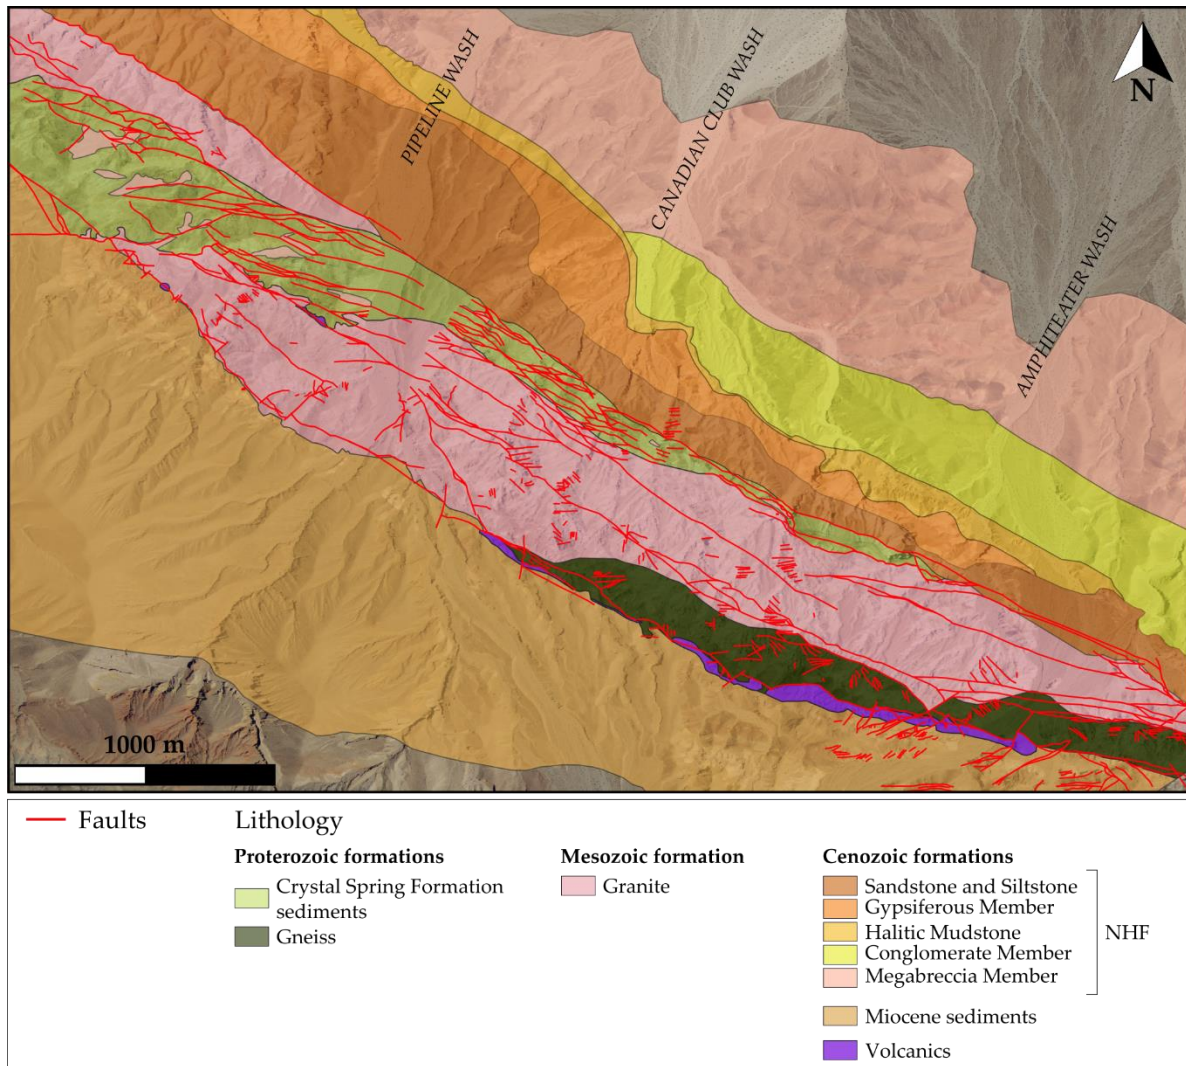 PIPELINE WASH
CANADIAN CLUB WASH
AMPHITEATER WASH
N
1000 m
Faults
Lithology
Proterozoic formations
Crystal Spring Formation
sediments
Gneiss
Mesozoic formation
Granite
Cenozoic formations
Sandstone and Siltstone
Gypsiferous Member
Halitic Mudstone
Conglomerate Member
Megabreccia Member
NHF
Miocene sediments
Volcanics